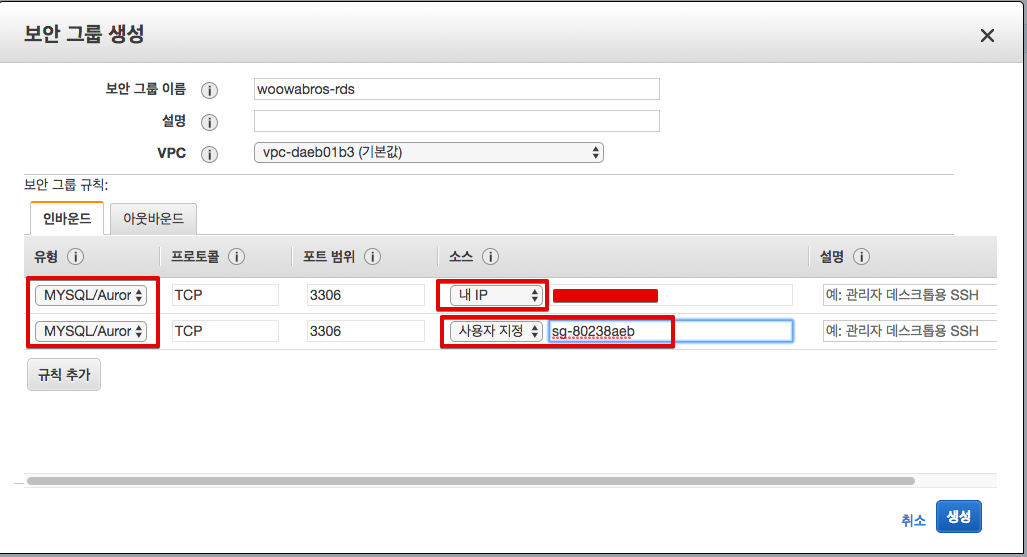 보안 그룹 생성
보안 그룹 이름 woowabros-rds
설명
VPC vpc-daeb01b3 (기본값)
보안 그룹 규칙:
인바운드 아웃바운드
유형 프로토콜 포트 범위 소스 설명
MYSQL/Auror TCP 3306 내 IP 예: 관리자 데스크톱용 SSH
MYSQL/Auror TCP 3306 사용자 지정 sg-80238aeb 예: 관리자 데스크톱용 SSH
규칙 추가
취소 생성